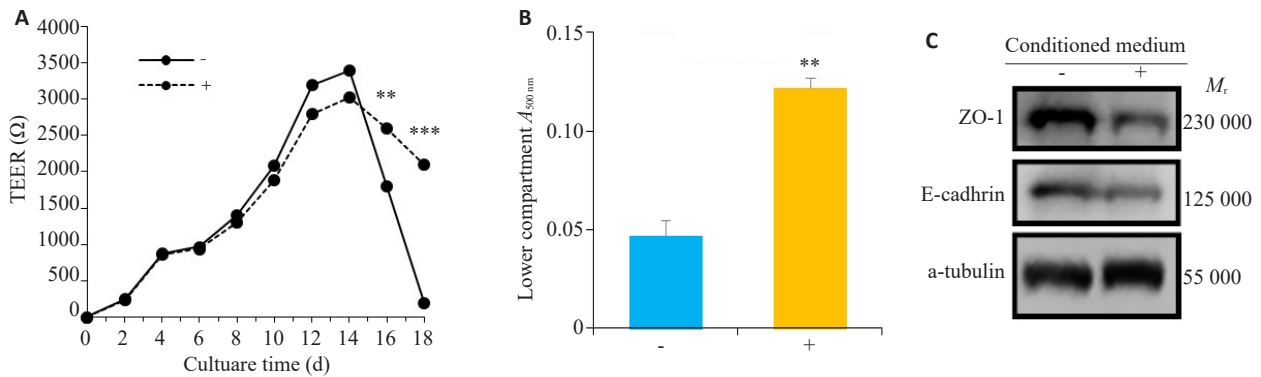 A
4000
3500
3000
2500
2000
1500
1000
500
0
TEER (Ω)
-
+
**
***
0 2 4 6 8 10 12 14 16 18
Cultuare time (d)
B
0.15
0.10
0.05
0
Lower compartment A500 nm
**
- +
C
Conditioned medium
- +
Mr
ZO-1
230 000
E-cadhrin
125 000
a-tubulin
55 000